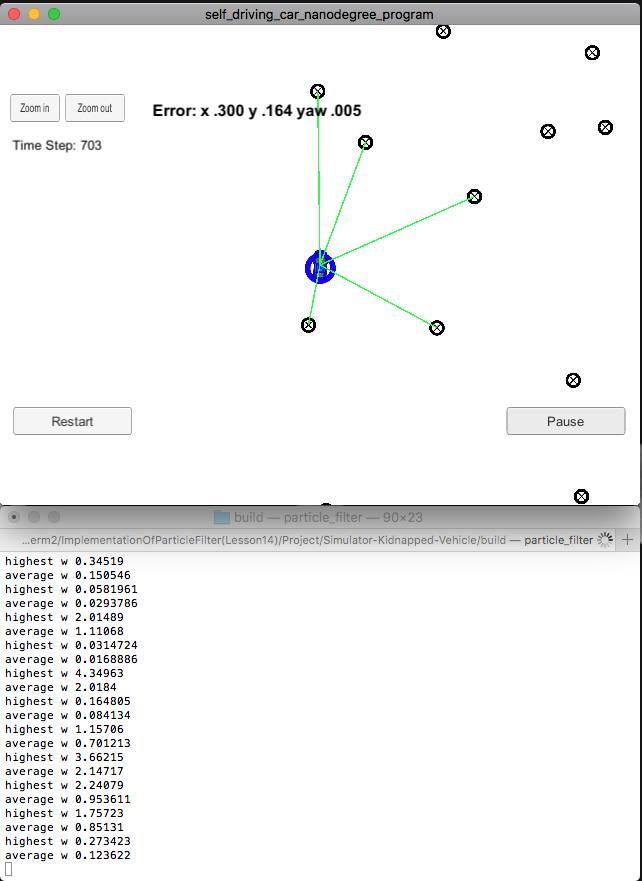 self_driving_car_nanodegree_program
Zoom in Zoom out Error: x .300 y .164 yaw .005
Time Step: 703
Restart Pause
build — particle_filter — 90×23
...erm2/ImplementationOfParticleFilter(Lesson14)/Project/Simulator-Kidnapped-Vehicle/build — particle_filter +
highest w 0.34519
average w 0.150546
highest w 0.0581961
average w 0.0293786
highest w 2.01489
average w 1.11068
highest w 0.0314724
average w 0.0168886
highest w 4.34963
average w 2.0184
highest w 0.164805
average w 0.084134
highest w 1.15706
average w 0.701213
highest w 3.66215
average w 2.14717
highest w 2.24079
average w 0.953611
highest w 1.75723
average w 0.85131
highest w 0.273423
average w 0.123622